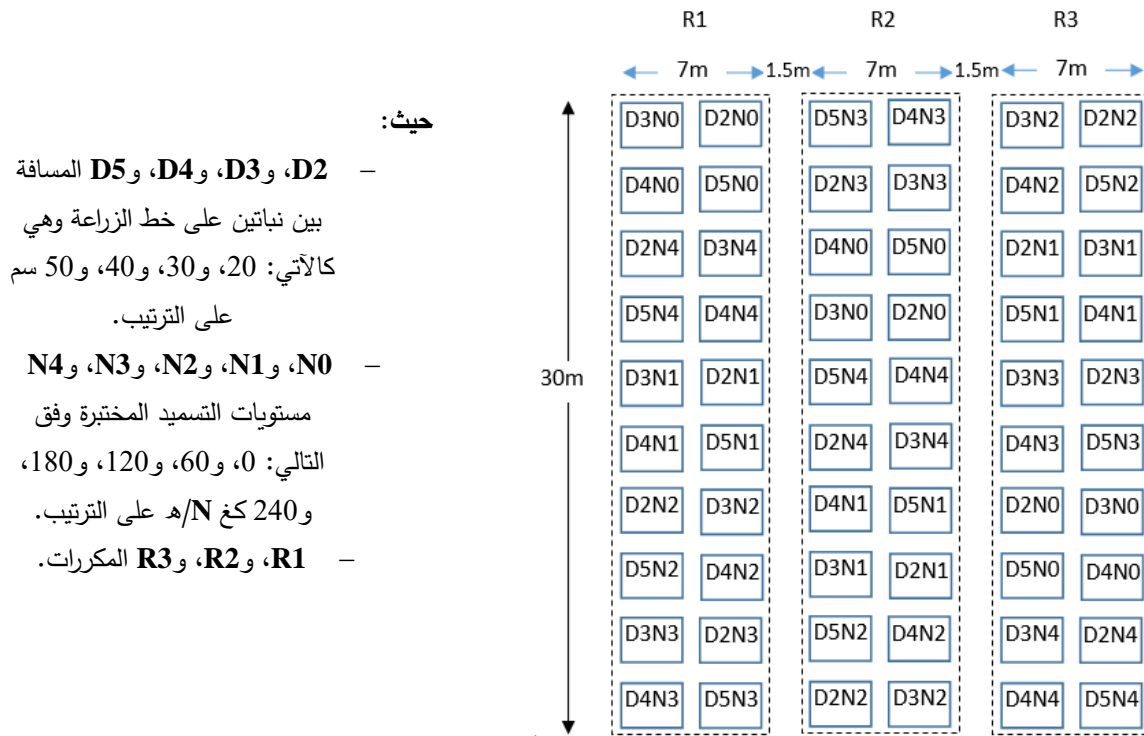 R1 R2 R3
7m 1.5m 7m 1.5m 7m
D3N0 D2N0 D5N3 D4N3 D3N2 D2N2
D4N0 D5N0 D2N3 D3N3 D4N2 D5N2
D2N4 D3N4 D4N0 D5N0 D2N1 D3N1
D5N4 D4N4 D3N0 D2N0 D5N1 D4N1
30m
D3N1 D2N1 D5N4 D4N4 D3N3 D2N3
D4N1 D5N1 D2N4 D3N4 D4N3 D5N3
D2N2 D3N2 D4N1 D5N1 D2N0 D3N0
D5N2 D4N2 D3N1 D2N1 D5N0 D4N0
D3N3 D2N3 D5N2 D4N2 D3N4 D2N4
D4N3 D5N3 D2N2 D3N2 D4N4 D5N4
حيث:
– D2، وD3، وD4، وD5 المسافة
بين نباتين على خط الزراعة وهي
كالآتي: 20، و30، و40، و50 سم
على الترتيب.
– N0، وN1، وN2، وN3، وN4
مستويات التسميد المختبرة وفق
التالي: 0، و60، و120، و180،
و240 كغ N/ه على الترتيب.
– R1، وR2، وR3 المكررات.